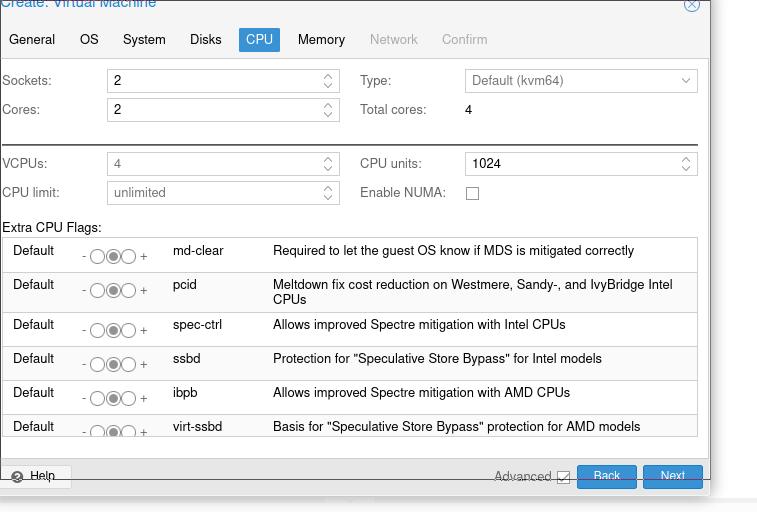 Create: Virtual Machine
General OS System Disks CPU Memory Network Confirm
Sockets: 2 Type: Default (kvm64)
Cores: 2 Total cores: 4
VCPUs: 4 CPU units: 1024
CPU limit: unlimited Enable NUMA:
Extra CPU Flags:
Default - + md-clear Required to let the guest OS know if MDS is mitigated correctly
Default - + pcid Meltdown fix cost reduction on Westmere, Sandy-, and IvyBridge Intel
CPUs
Default - + spec-ctrl Allows improved Spectre mitigation with Intel CPUs
Default - + ssbd Protection for "Speculative Store Bypass" for Intel models
Default - + ibpb Allows improved Spectre mitigation with AMD CPUs
Default - + virt-ssbd Basis for "Speculative Store Bypass" protection for AMD models
? Help Advanced Back Next